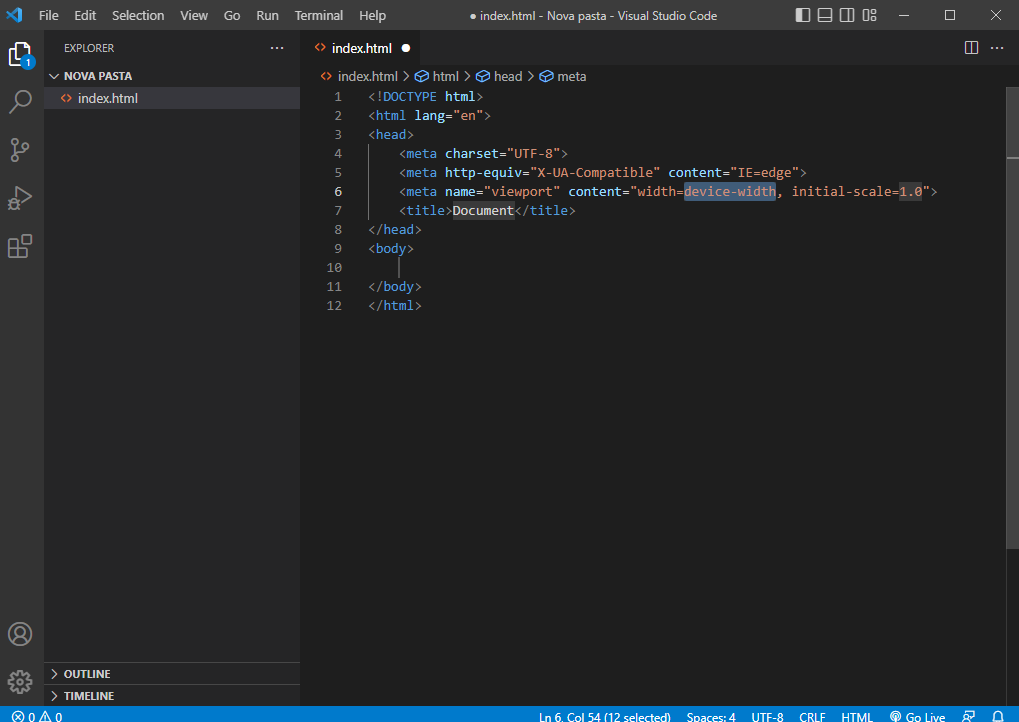 File Edit Selection View Go Run Terminal Help ● index.html - Nova pasta - Visual Studio Code
EXPLORER ···
1
NOVA PASTA
index.html
index.html ●
index.html > html > head > meta
1 <!DOCTYPE html>
2 <html lang="en">
3 <head>
4 <meta charset="UTF-8">
5 <meta http-equiv="X-UA-Compatible" content="IE=edge">
6 <meta name="viewport" content="width=device-width, initial-scale=1.0">
7 <title>Document</title>
8 </head>
9 <body>
10
11 </body>
12 </html>
OUTLINE
TIMELINE
0 0 Ln 6, Col 54 (12 selected) Spaces: 4 UTF-8 CRLF HTML Go Live